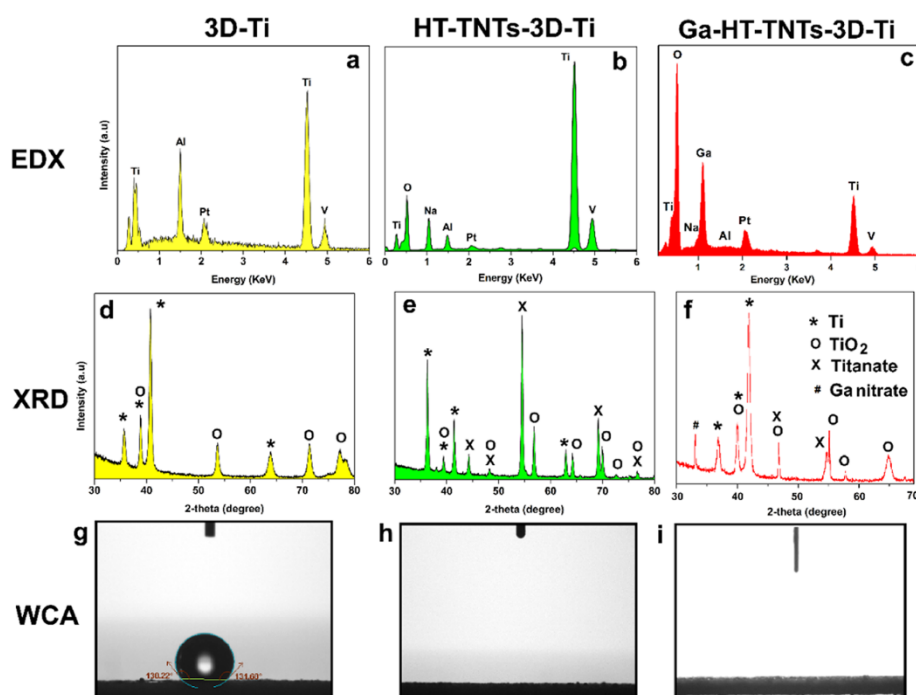 3D-Ti HT-TNTs-3D-Ti Ga-HT-TNTs-3D-Ti
EDX
a
Ti
Al
Pt
Ti
V
Intensity (a.u)
0 1 2 3 4 5 6
Energy (KeV)
b
Ti
O
Na
Al
Pt
Ti
V
0 1 2 3 4 5 6
Energy (KeV)
c
O
Ga
Ti
Na
Al
Pt
Ti
V
0 1 2 3 4 5
Energy (KeV)
XRD
d
*
*
O
*
O
*
O
O
Intensity (a.u)
30 40 50 60 70 80
2-theta (degree)
e
*
O
*
*
X
O
X
X
O
*
O
X
O
O
O
X
30 40 50 60 70 80
2-theta (degree)
f
#
*
*
O
*
X
O
X
O
O
O
* Ti
O TiO2
X Titanate
# Ga nitrate
30 40 50 60 70
2-theta (degree)
WCA
g
130.22°
131.60°
h
i